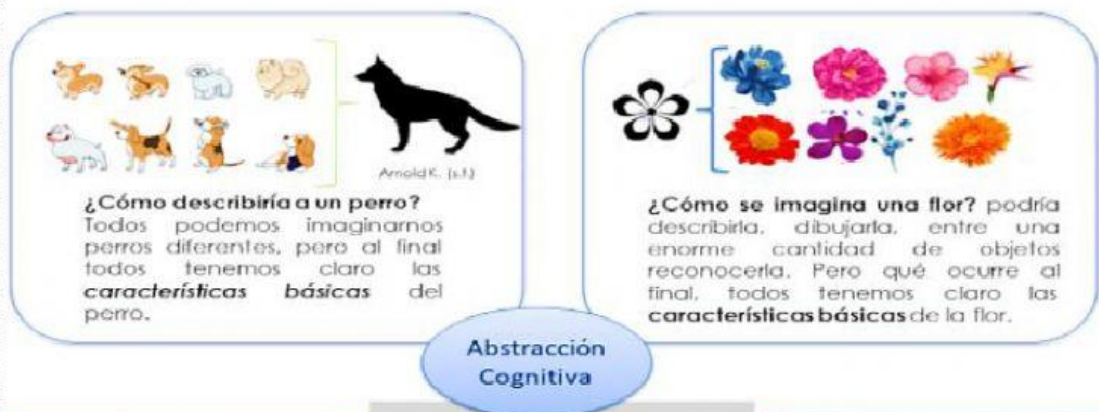 Arnold K. (s.f.)
¿Cómo describiría a un perro?
Todos podemos imaginarnos
perros diferentes, pero al final
todos tenemos claro las
características básicas del
perro.
¿Cómo se imagina una flor? podría
describirla, dibujarla, entre una
enorme cantidad de objetos
reconocerla. Pero qué ocurre al
final, todos tenemos claro las
características básicas de la flor.
Abstracción
Cognitiva